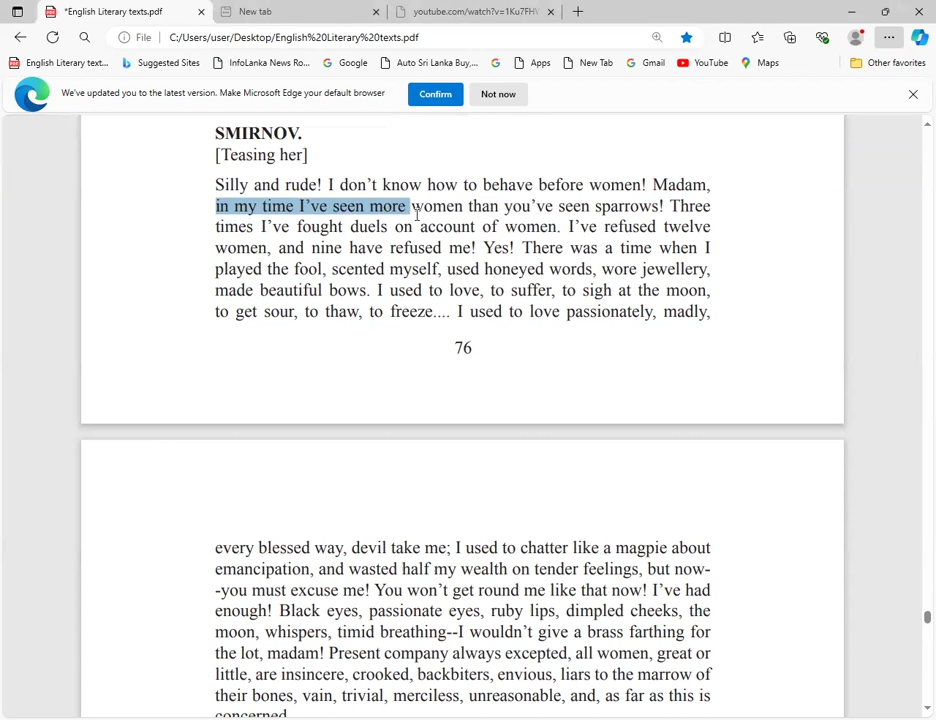 *English Literary texts.pdf
New tab
youtube.com/watch?v=1Ku7FH
File
C:/Users/user/Desktop/English%20Literary%20texts.pdf
English Literary text...
Suggested Sites
InfoLanka News Ro...
Google
Auto Sri Lanka Buy,...
Apps
New Tab
Gmail
YouTube
Maps
Other favorites
We've updated you to the latest version. Make Microsoft Edge your default browser
Confirm
Not now
SMIRNOV.
[Teasing her]
Silly and rude! I don't know how to behave before women! Madam,
in my time I've seen more women than you've seen sparrows! Three
times I've fought duels on account of women. I've refused twelve
women, and nine have refused me! Yes! There was a time when I
played the fool, scented myself, used honeyed words, wore jewellery,
made beautiful bows. I used to love, to suffer, to sigh at the moon,
to get sour, to thaw, to freeze.... I used to love passionately, madly,
76
every blessed way, devil take me; I used to chatter like a magpie about
emancipation, and wasted half my wealth on tender feelings, but now-
-you must excuse me! You won't get round me like that now! I've had
enough! Black eyes, passionate eyes, ruby lips, dimpled cheeks, the
moon, whispers, timid breathing--I wouldn't give a brass farthing for
the lot, madam! Present company always excepted, all women, great or
little, are insincere, crooked, backbiters, envious, liars to the marrow of
their bones, vain, trivial, merciless, unreasonable, and, as far as this is
concerned